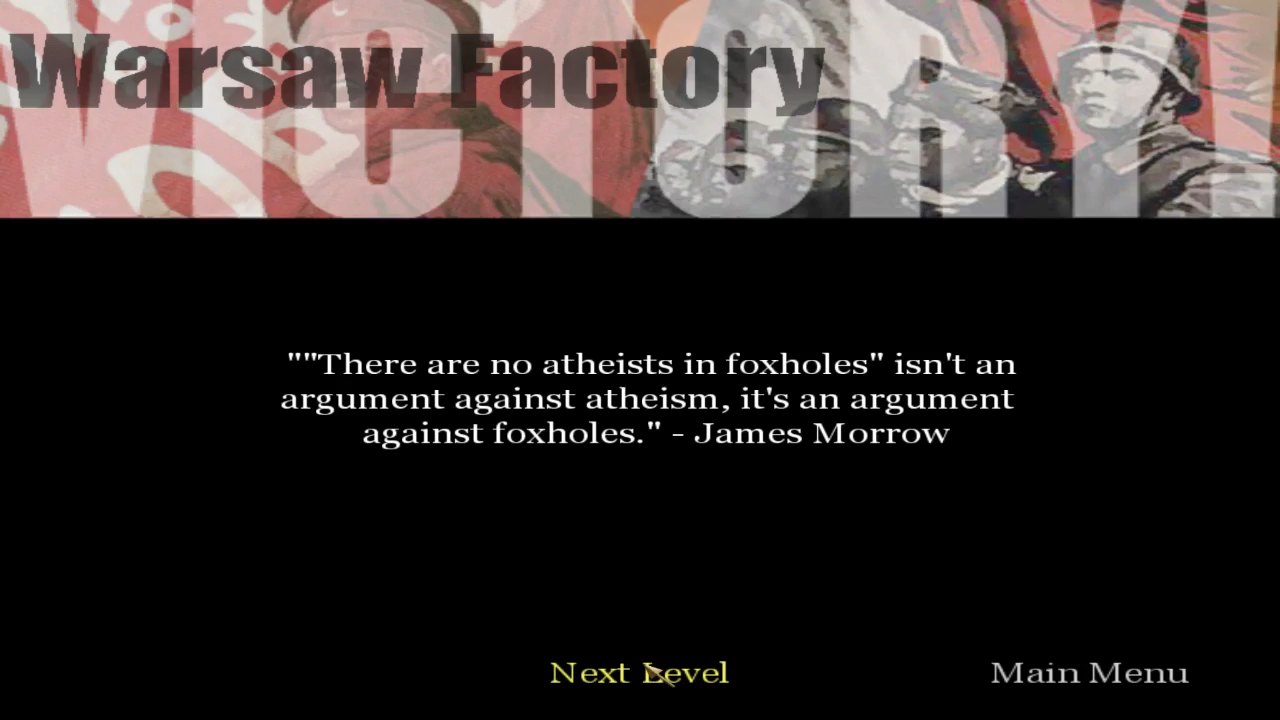 VICTORY!
Warsaw Factory
""There are no atheists in foxholes" isn't an
argument against atheism, it's an argument
against foxholes." - James Morrow
Next Level
Main Menu